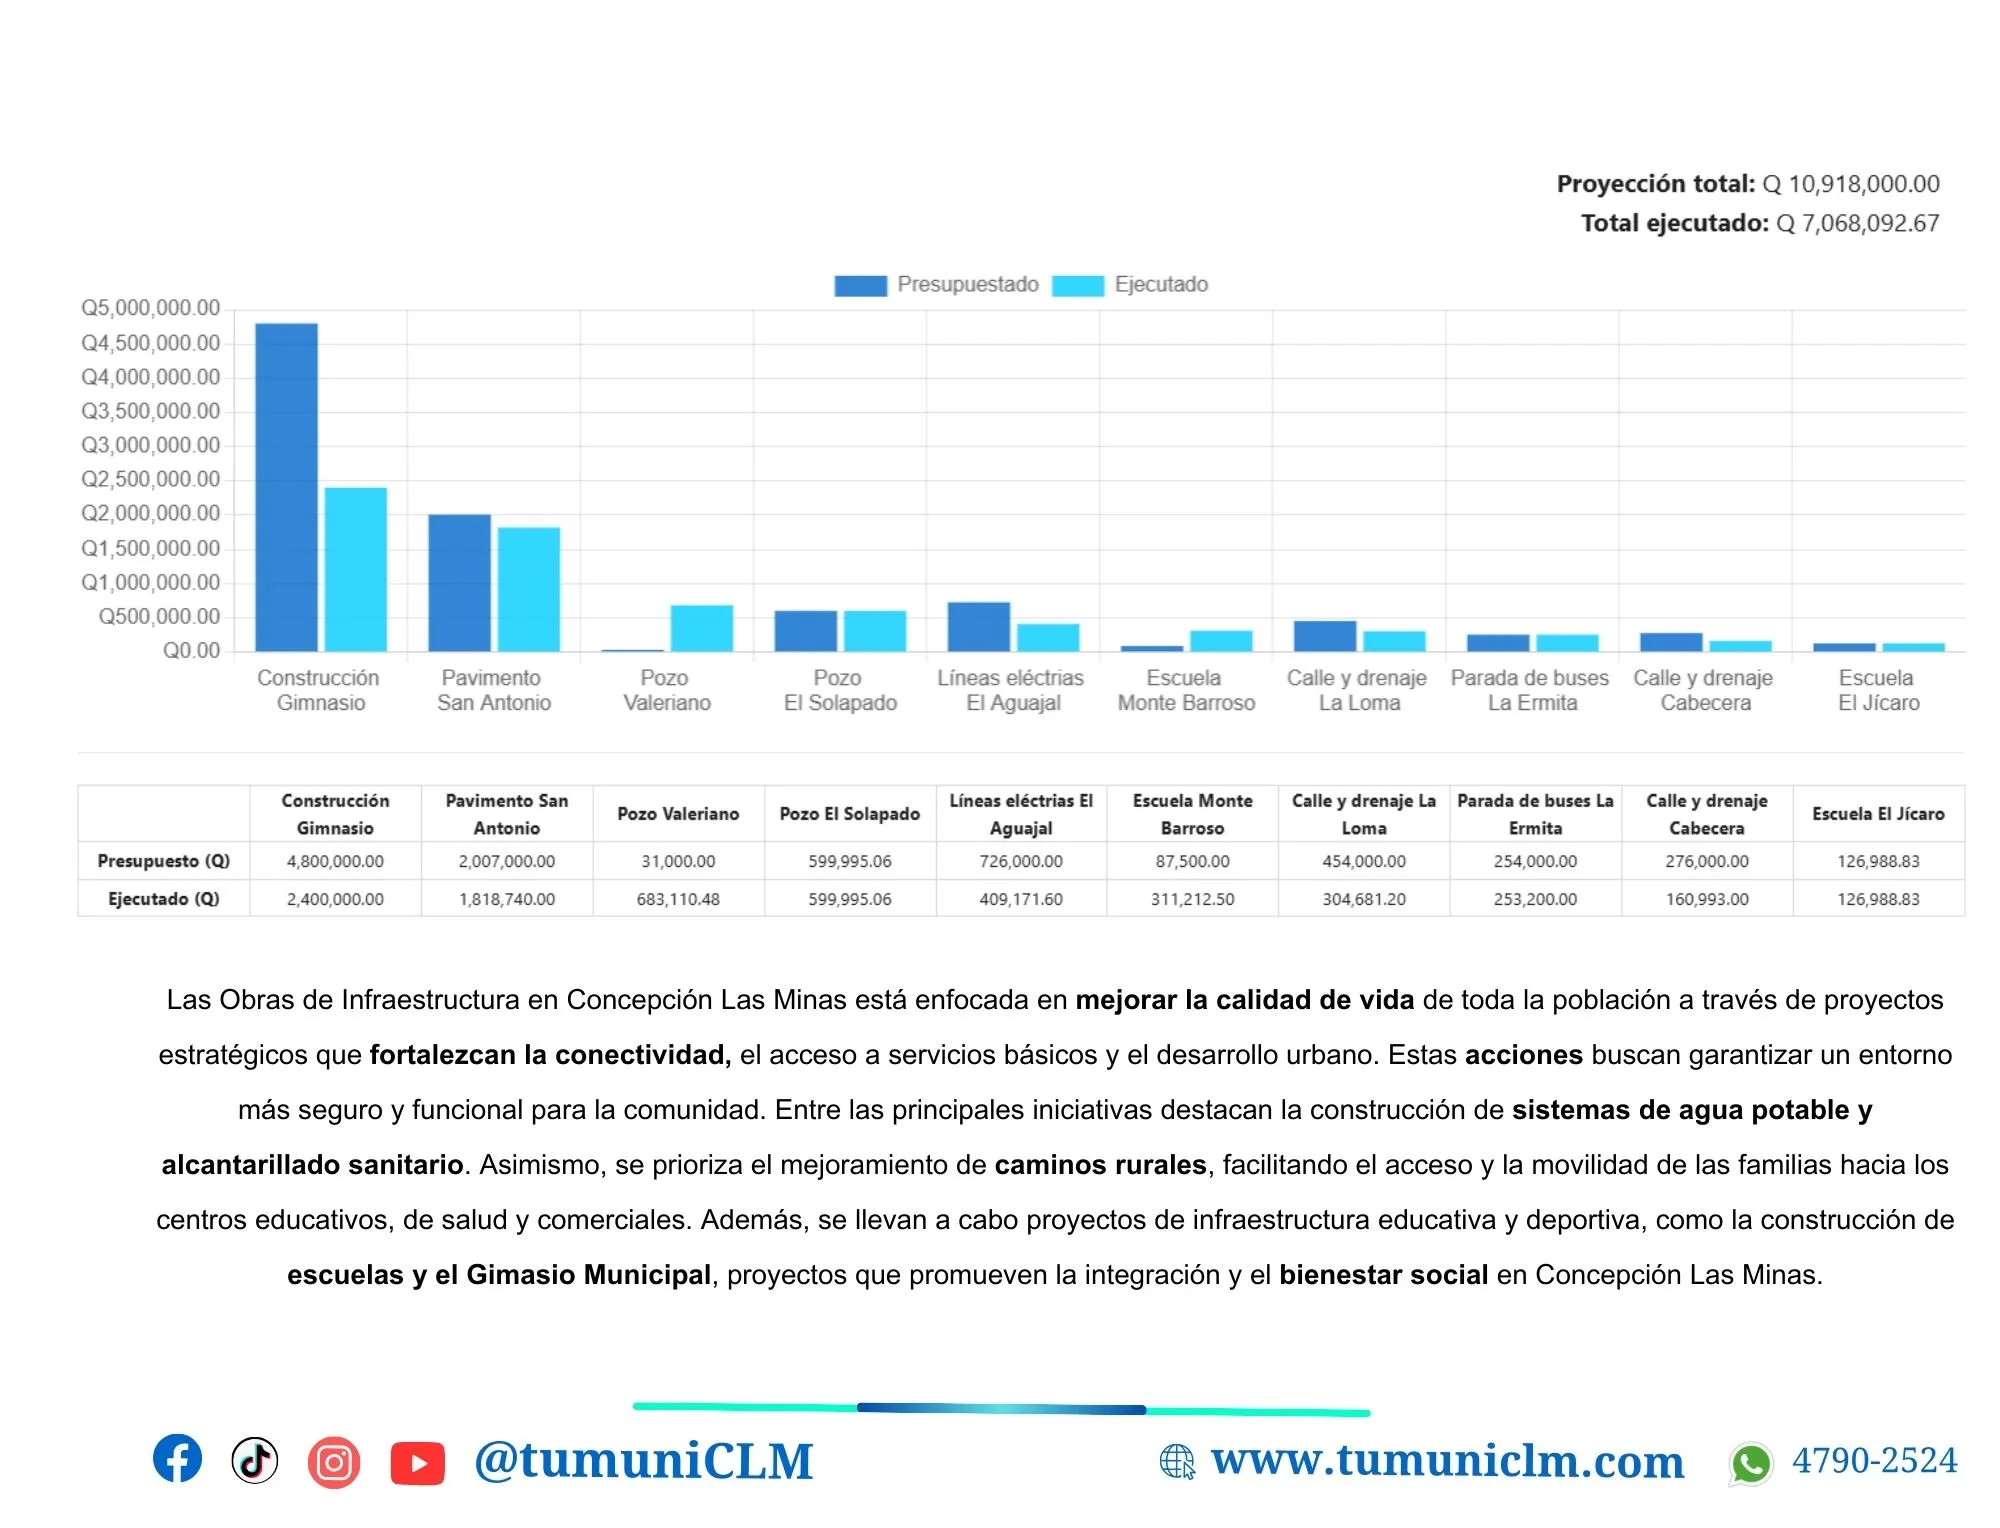 Proyección total: Q 10,918,000.00
Total ejecutado: Q 7,068,092.67
Presupuestado Ejecutado
Q5,000,000.00
Q4,500,000.00
Q4,000,000.00
Q3,500,000.00
Q3,000,000.00
Q2,500,000.00
Q2,000,000.00
Q1,500,000.00
Q1,000,000.00
Q500,000.00
Q0.00
Construcción Gimnasio
Pavimento San Antonio
Pozo Valeriano
Pozo El Solapado
Líneas eléctrias El Aguajal
Escuela Monte Barroso
Calle y drenaje La Loma
Parada de buses La Ermita
Calle y drenaje Cabecera
Escuela El Jícaro
Construcción Gimnasio Pavimento San Antonio Pozo Valeriano Pozo El Solapado Líneas eléctrias El Aguajal Escuela Monte Barroso Calle y drenaje La Loma Parada de buses La Ermita Calle y drenaje Cabecera Escuela El Jícaro
Presupuesto (Q) 4,800,000.00 2,007,000.00 31,000.00 599,995.06 726,000.00 87,500.00 454,000.00 254,000.00 276,000.00 126,988.83
Ejecutado (Q) 2,400,000.00 1,818,740.00 683,110.48 599,995.06 409,171.60 311,212.50 304,681.20 253,200.00 160,993.00 126,988.83
Las Obras de Infraestructura en Concepción Las Minas está enfocada en mejorar la calidad de vida de toda la población a través de proyectos
estratégicos que fortalezcan la conectividad, el acceso a servicios básicos y el desarrollo urbano. Estas acciones buscan garantizar un entorno
más seguro y funcional para la comunidad. Entre las principales iniciativas destacan la construcción de sistemas de agua potable y
alcantarillado sanitario. Asimismo, se prioriza el mejoramiento de caminos rurales, facilitando el acceso y la movilidad de las familias hacia los
centros educativos, de salud y comerciales. Además, se llevan a cabo proyectos de infraestructura educativa y deportiva, como la construcción de
escuelas y el Gimasio Municipal, proyectos que promueven la integración y el bienestar social en Concepción Las Minas.
@tumuniCLM www.tumuniclm.com 4790-2524